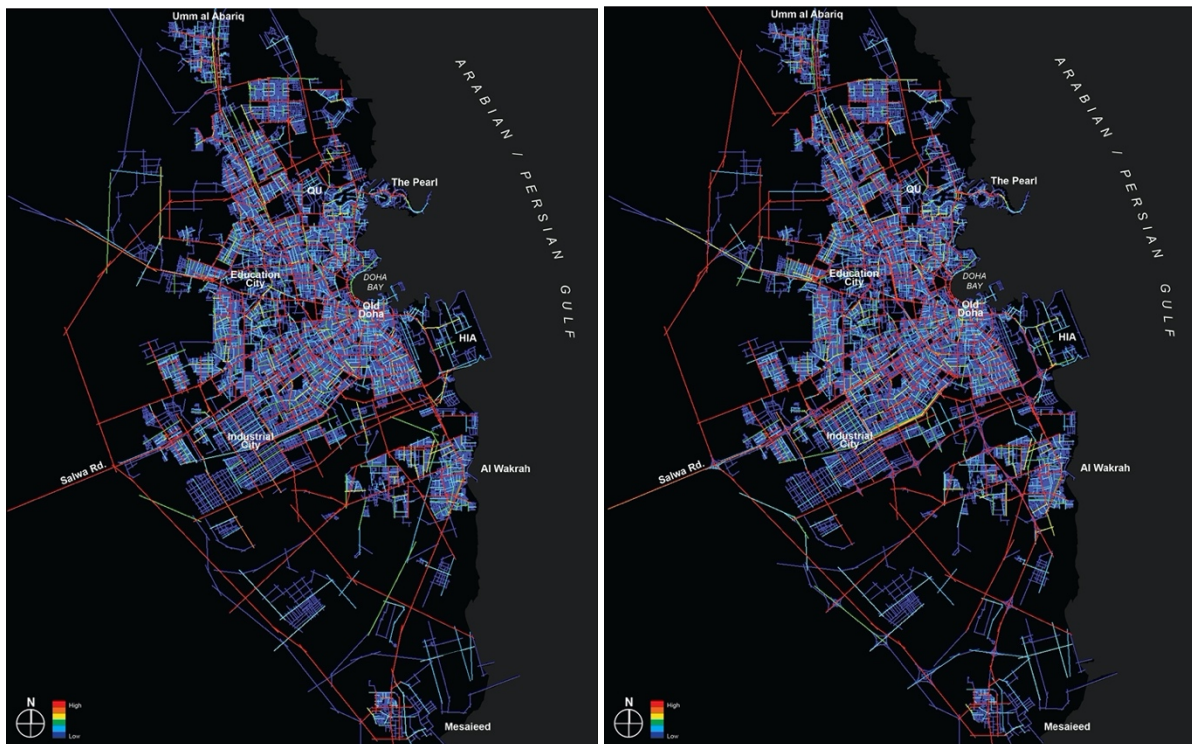 Umm al Abariq
ARABIAN / PERSIAN GULF
QU
The Pearl
Education
City
DOHA
BAY
Old
Doha
HIA
Industrial
City
Salwa Rd.
Al Wakrah
N
High
Low
Mesaieed
Umm al Abariq
ARABIAN / PERSIAN GULF
QU
The Pearl
Education
City
DOHA
BAY
Old
Doha
HIA
Industrial
City
Salwa Rd.
Al Wakrah
N
High
Low
Mesaieed